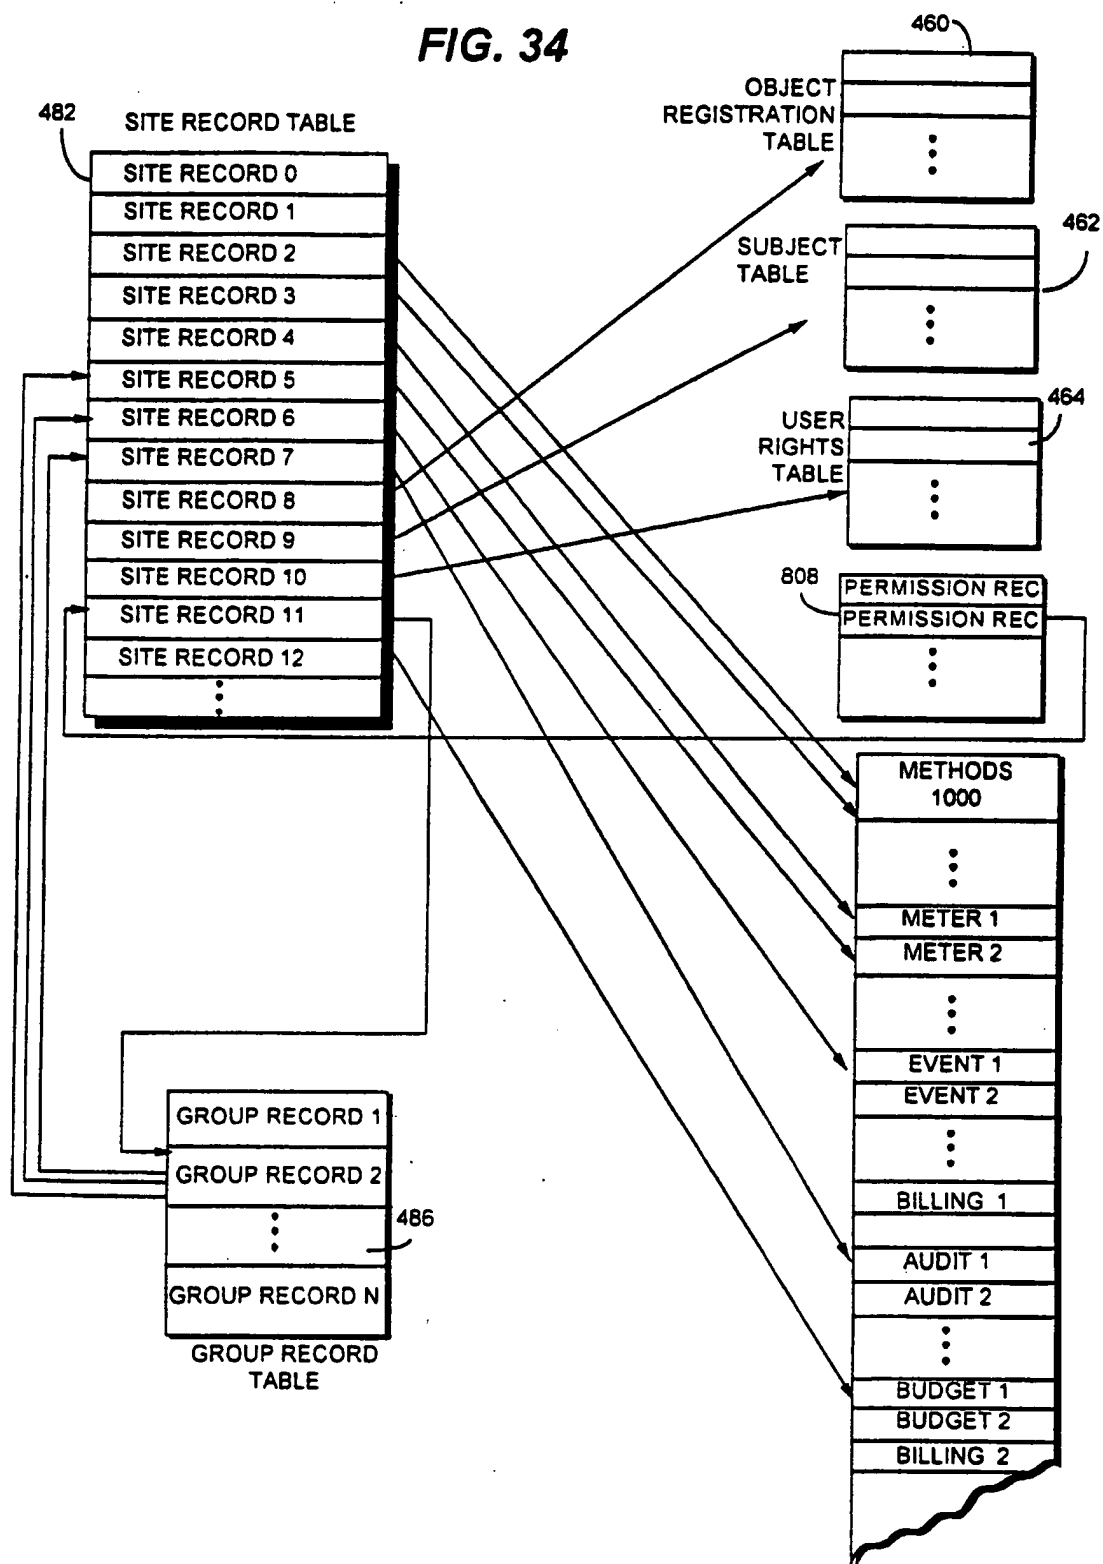 FIG. 34
460
OBJECT
REGISTRATION
TABLE
482
SITE RECORD TABLE
SITE RECORD 0
SITE RECORD 1
SITE RECORD 2
SITE RECORD 3
SITE RECORD 4
SITE RECORD 5
SITE RECORD 6
SITE RECORD 7
SITE RECORD 8
SITE RECORD 9
SITE RECORD 10
SITE RECORD 11
SITE RECORD 12
SUBJECT
TABLE
462
USER
RIGHTS
TABLE
464
808
PERMISSION REC
PERMISSION REC
METHODS
1000
METER 1
METER 2
EVENT 1
EVENT 2
BILLING 1
AUDIT 1
AUDIT 2
BUDGET 1
BUDGET 2
BILLING 2
GROUP RECORD 1
GROUP RECORD 2
486
GROUP RECORD N
GROUP RECORD
TABLE